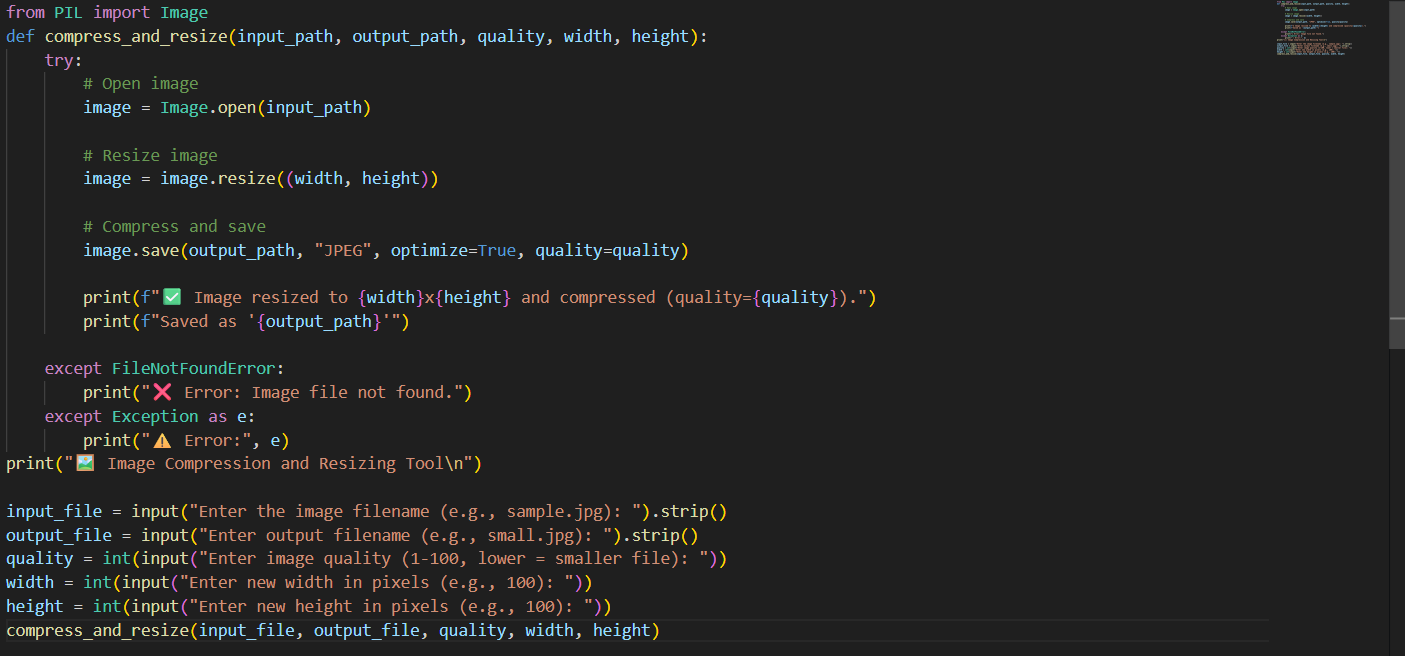 from PIL import Image
def compress_and_resize(input_path, output_path, quality, width, height):
    try:
        # Open image
        image = Image.open(input_path)

        # Resize image
        image = image.resize((width, height))

        # Compress and save
        image.save(output_path, "JPEG", optimize=True, quality=quality)

        print(f"✅ Image resized to {width}x{height} and compressed (quality={quality}).")
        print(f"Saved as '{output_path}'")

    except FileNotFoundError:
        print("❌ Error: Image file not found.")
    except Exception as e:
        print("⚠️ Error:", e)
print("🖼️ Image Compression and Resizing Tool\n")

input_file = input("Enter the image filename (e.g., sample.jpg): ").strip()
output_file = input("Enter output filename (e.g., small.jpg): ").strip()
quality = int(input("Enter image quality (1-100, lower = smaller file): "))
width = int(input("Enter new width in pixels (e.g., 100): "))
height = int(input("Enter new height in pixels (e.g., 100): "))
compress_and_resize(input_file, output_file, quality, width, height)